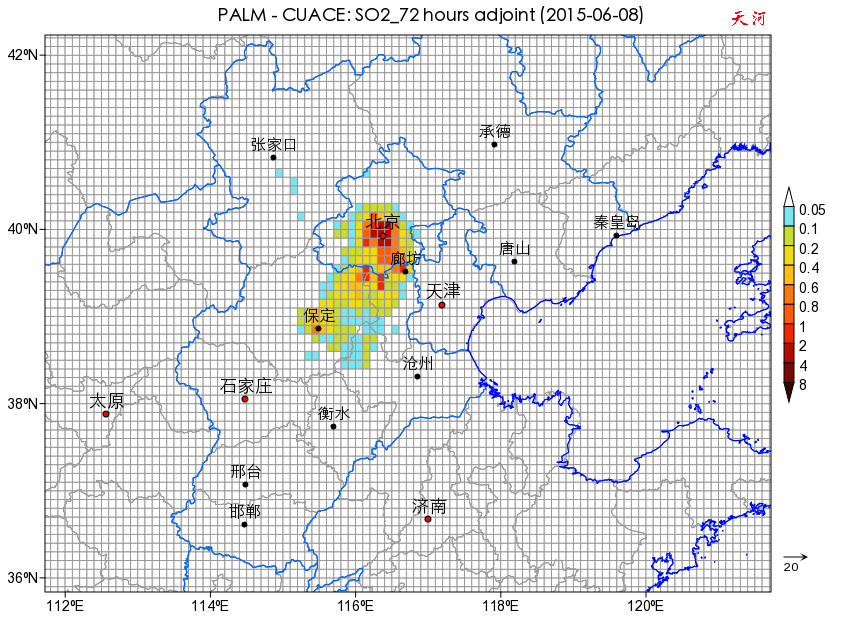 PALM - CUACE: SO2_72 hours adjoint (2015-06-08)
天河
42°N
承德
张家口
40°N
北京
秦皇岛
廊坊
唐山
天津
保定
沧州
38°N
石家庄
太原
衡水
邢台
济南
邯郸
36°N
112°E
114°E
116°E
118°E
120°E
0.05
0.1
0.2
0.4
0.6
0.8
1
2
4
8
20